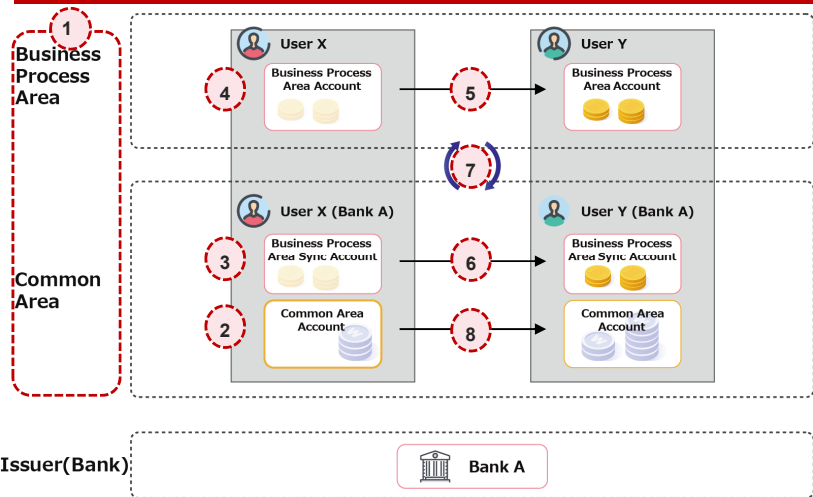 1
Business
Process
Area
User X
User Y
4
Business Process
Area Account
5
Business Process
Area Account
7
User X (Bank A)
User Y (Bank A)
3
Business Process
Area Sync Account
6
Business Process
Area Sync Account
Common
Area
2
Common Area
Account
8
Common Area
Account
Issuer(Bank)
Bank A